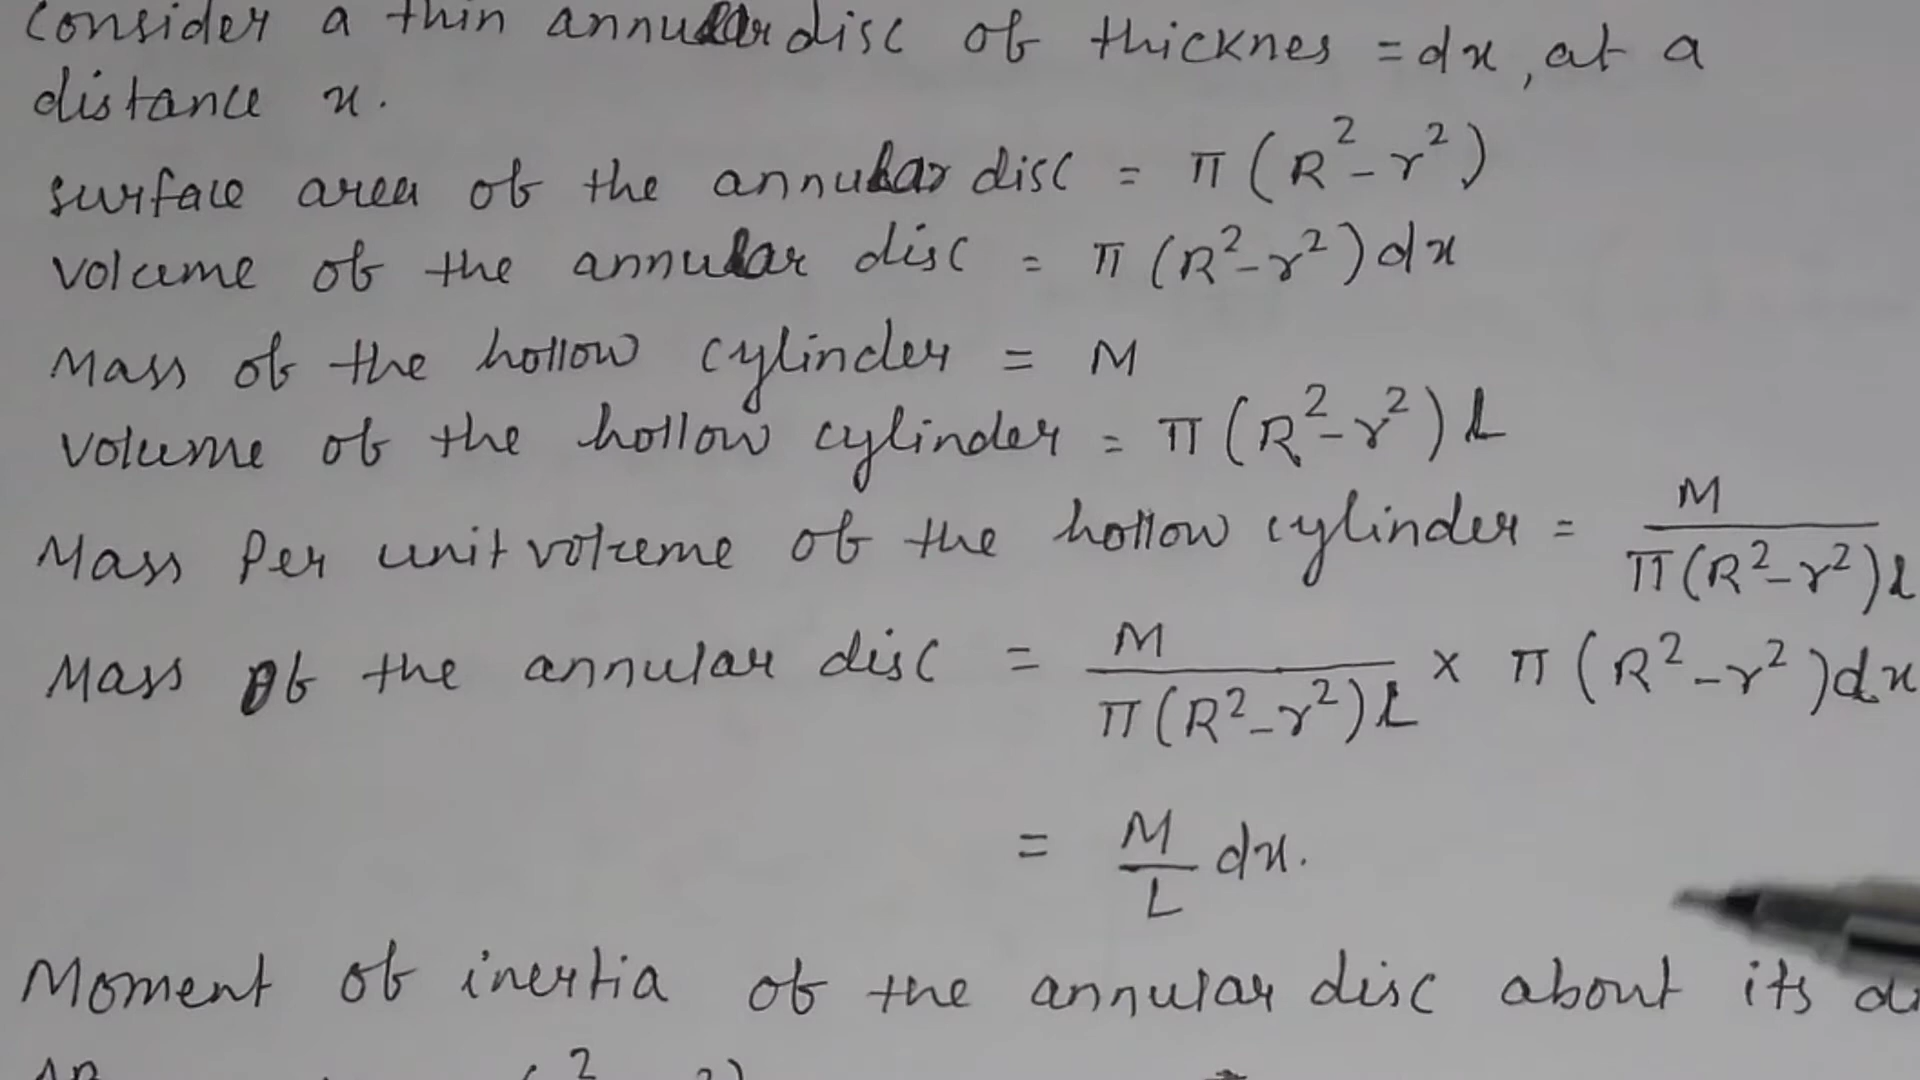 Consider a thin annular disc of thicknes = dx, at a
distance x.
surface area of the annular disc = π (R² - r²)
volume of the annular disc = π (R² - r²) dx
Mass of the hollow cylinder = M
volume of the hollow cylinder = π (R² - r²) L
Mass Per unit volume of the hollow cylinder = M / π (R² - r²) L
Mass of the annular disc = M / π (R² - r²) L × π (R² - r²) dx
= M / L dx.
Moment of inertia of the annular disc about its